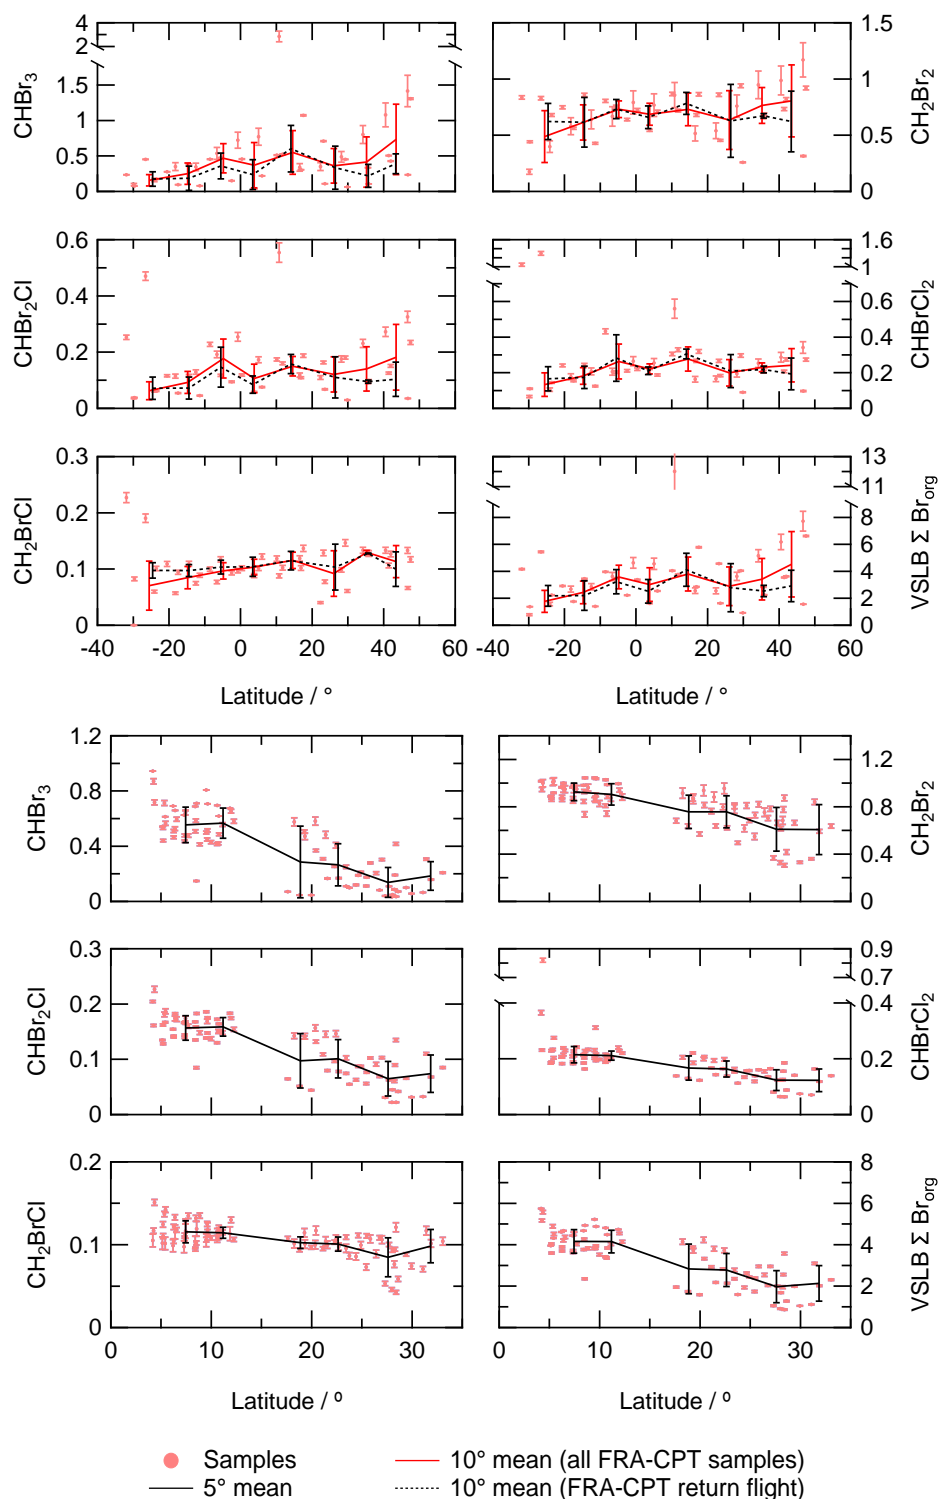 4
2
1.5
1
0.5
0
CHBr3
1.5
1
0.5
0
CH2Br2
0.6
0.4
0.2
0
CHBr2Cl
1.6
1
0.6
0.4
0.2
0
CHBrCl2
0.3
0.2
0.1
0
CH2BrCl
13
11
8
6
4
2
0
VSLB Σ Brorg
-40 -20 0 20 40 60
-40 -20 0 20 40 60
Latitude / °
Latitude / °
1.2
0.8
0.4
0
CHBr3
1.2
0.8
0.4
0
CH2Br2
0.3
0.2
0.1
0
CHBr2Cl
0.9
0.7
0.4
0.2
0
CHBrCl2
0.2
0.1
0
CH2BrCl
8
6
4
2
0
VSLB Σ Brorg
0 10 20 30
0 10 20 30
Latitude / º
Latitude / º
Samples
10° mean (all FRA-CPT samples)
5° mean
10° mean (FRA-CPT return flight)